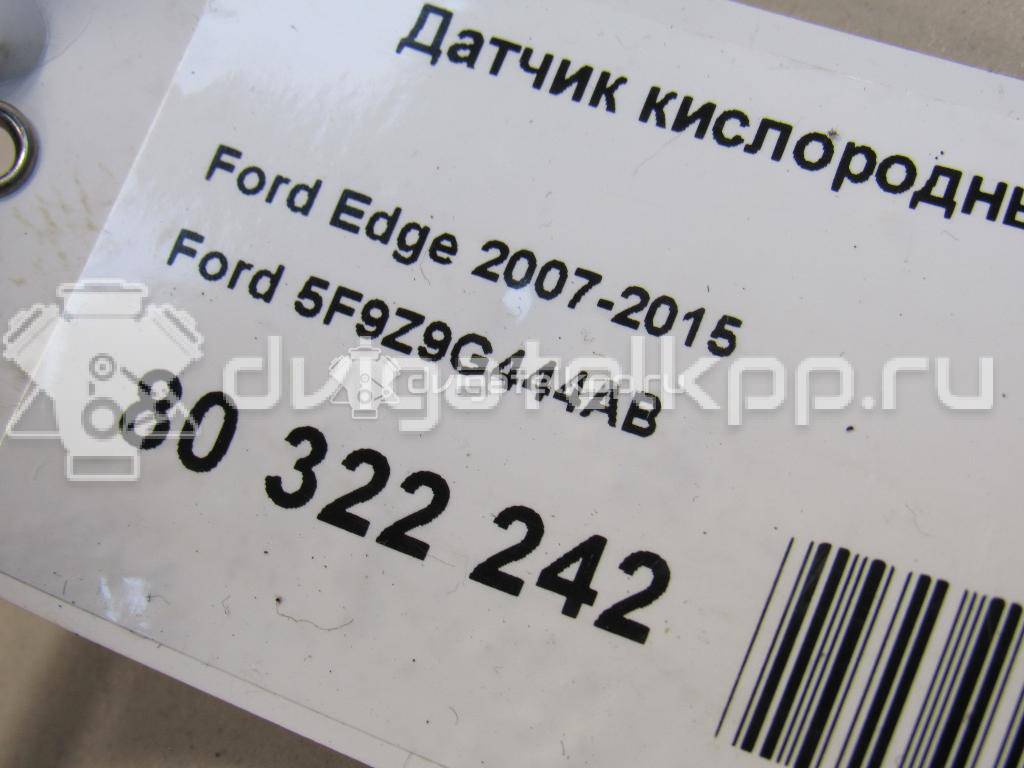 Датчик кислородны
Ford Edge 2007-2015
Ford 5F9Z9G444AB
80 322 242
dvigatelkpp.ru